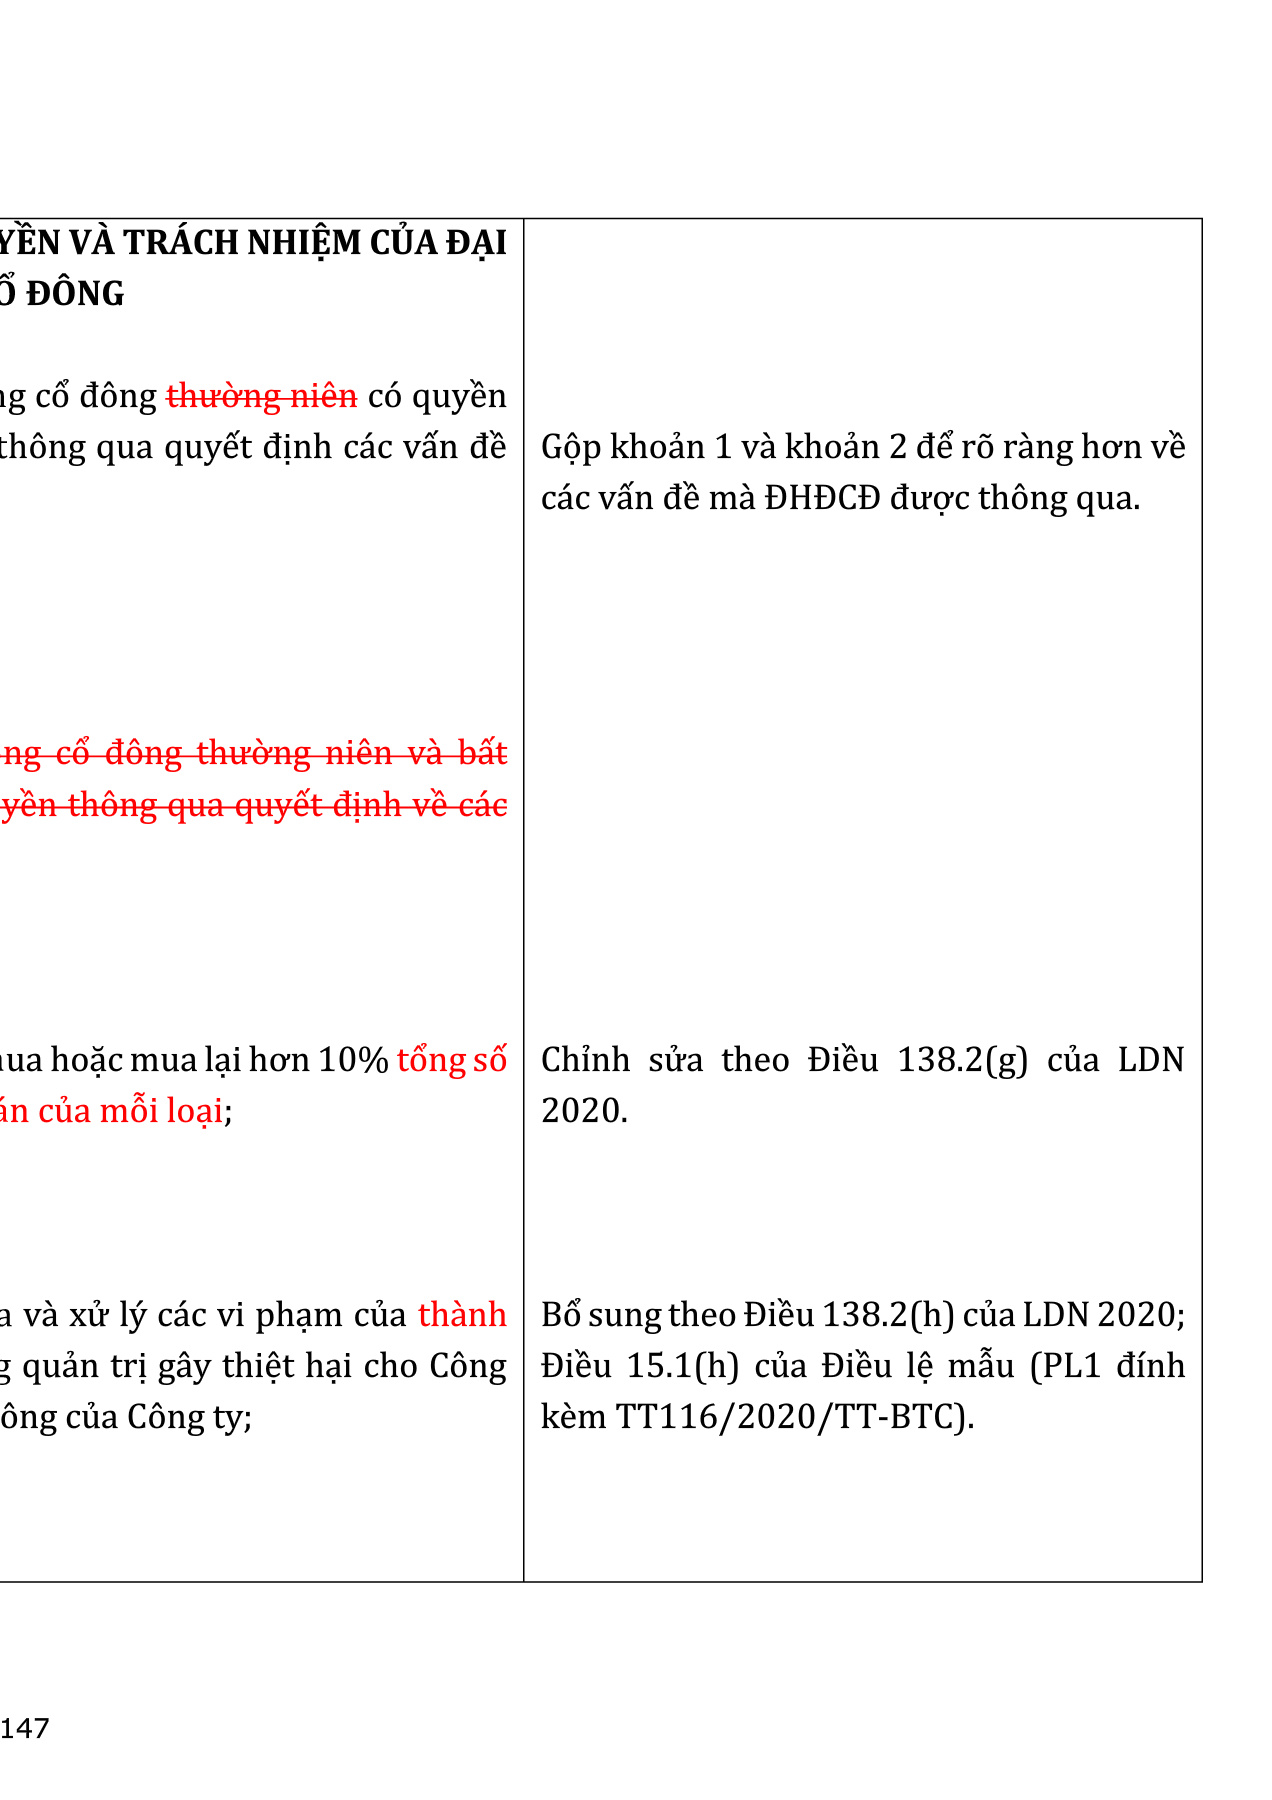 YỀN VÀ TRÁCH NHIỆM CỦA ĐẠI
Ổ ĐÔNG
ng cổ đông thường niên có quyền
thông qua quyết định các vấn đề
ng cổ đông thường niên và bất
yền thông qua quyết định về các
ua hoặc mua lại hơn 10% tổng số
án của mỗi loại;
a và xử lý các vi phạm của thành
g quản trị gây thiệt hại cho Công
ông của Công ty;
Gộp khoản 1 và khoản 2 để rõ ràng hơn về
các vấn đề mà ĐHĐCĐ được thông qua.
Chỉnh sửa theo Điều 138.2(g) của LDN
2020.
Bổ sung theo Điều 138.2(h) của LDN 2020;
Điều 15.1(h) của Điều lệ mẫu (PL1 đính
kèm TT116/2020/TT-BTC).
147